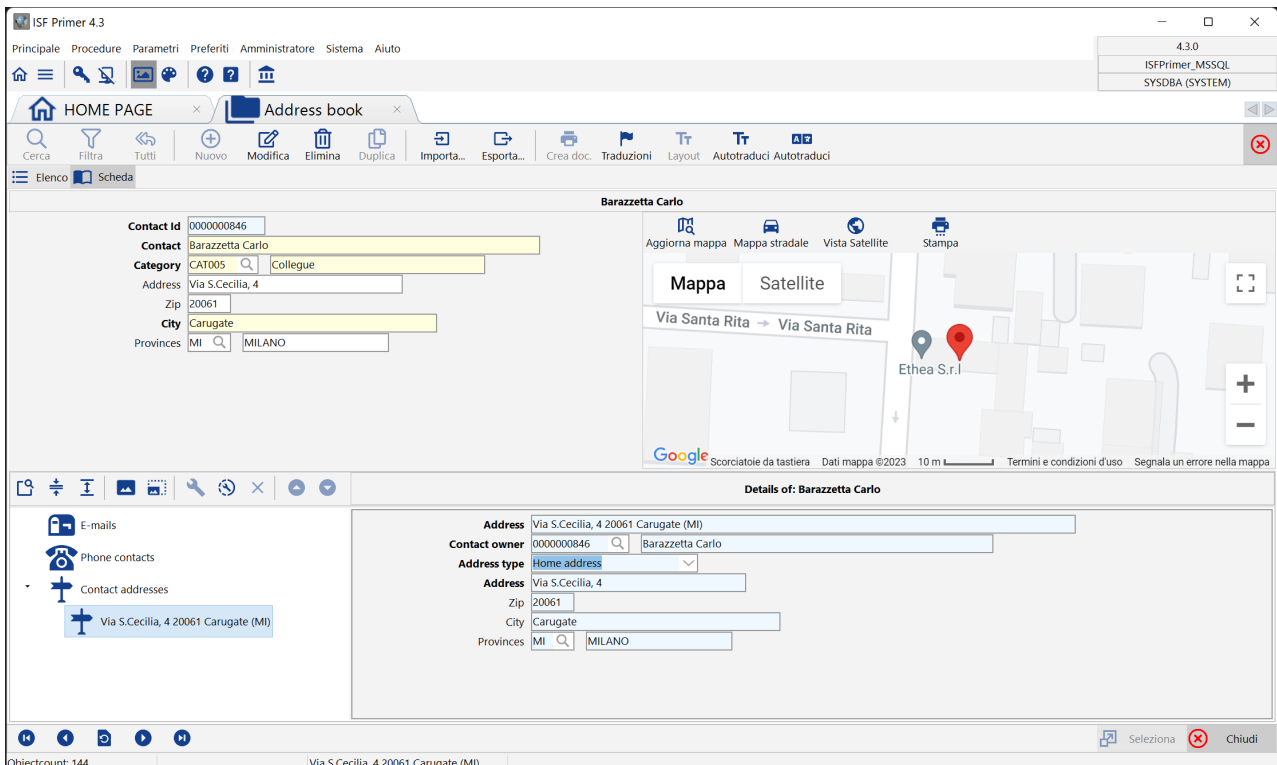 ISF Primer 4.3
Principale Procedure Parametri Preferiti Amministratore Sistema Aiuto
4.3.0
ISFPrimer_MSSQL
SYSDBA (SYSTEM)
HOME PAGE
Address book
Cerca Filtra Tutti Nuovo Modifica Elimina Duplica Importa... Esporta... Crea doc. Traduzioni Layout Autotraduci Autotraduci
Elenco Scheda
Barazzetta Carlo
Contact Id 0000000846
Contact Barazzetta Carlo
Category CAT005 Collegue
Address Via S.Cecilia, 4
Zip 20061
City Carugate
Provinces MI MILANO
Aggiorna mappa Mappa stradale Vista Satellite Stampa
Mappa Satellite
Via Santa Rita → Via Santa Rita
Ethea S.r.l
Google Scorciatoie da tastiera Dati mappa ©2023 10 m Termini e condizioni d'uso Segnala un errore nella mappa
Details of: Barazzetta Carlo
E-mails
Phone contacts
Contact addresses
Via S.Cecilia, 4 20061 Carugate (MI)
Address Via S.Cecilia, 4 20061 Carugate (MI)
Contact owner 0000000846 Barazzetta Carlo
Address type Home address
Address Via S.Cecilia, 4
Zip 20061
City Carugate
Provinces MI MILANO
Seleziona Chiudi
Objectcount: 144 Via S.Cecilia, 4 20061 Carugate (MI)